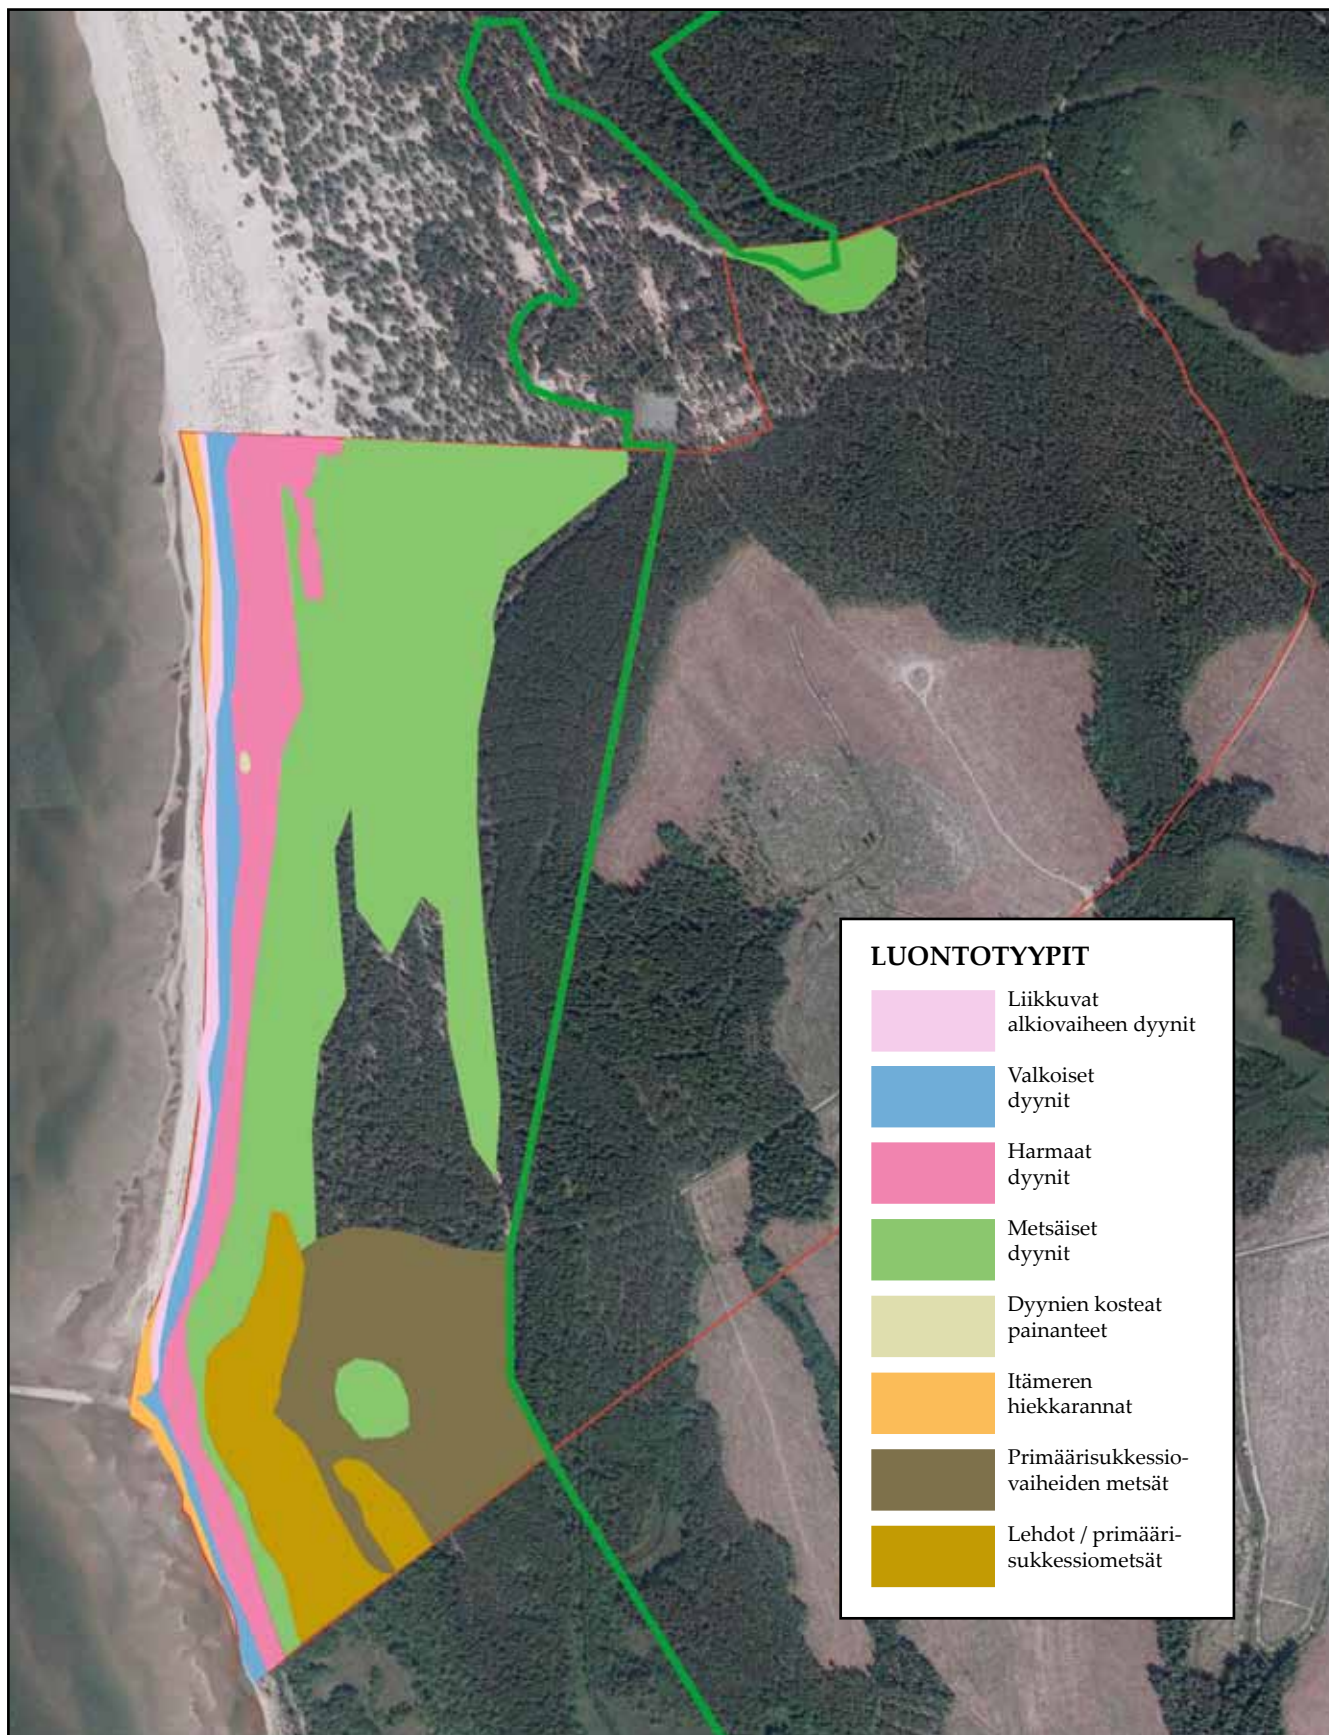 LUONTOTYYPIT
Liikkuvat
alkiovaiheen dyynit
Valkoiset
dyynit
Harmaat
dyynit
Metsäiset
dyynit
Dyynien kosteat
painanteet
Itämeren
hiekkarannat
Primäärisukkessio-
vaiheiden metsät
Lehdot / primääri-
sukkessiometsät